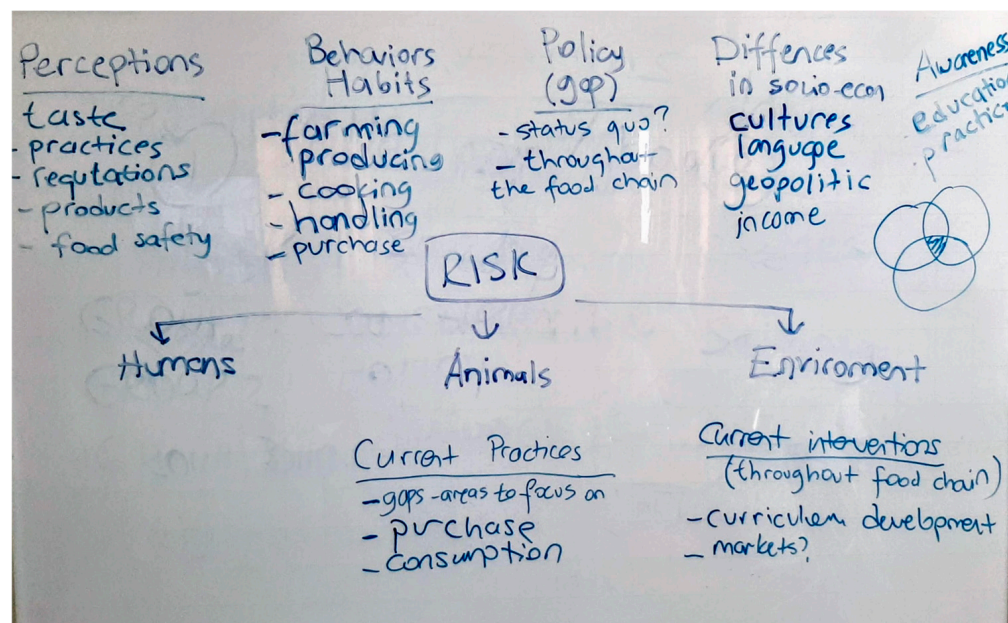 Perceptions
taste
- practices
- requtations
- products
- food safety
Behaviors
Habits
- farming
producing
- cooking
- handling
- purchase
Policy
(gap)
- status quo?
- throughout
the food chain
Diffences
in socio-econ
cultures
language
geopolitic
income
Awareness
education
practic
RISK
Humans
Animals
Enviroment
Current Practices
- gaps - areas to focus on
- purchase
- consumption
Current interventions
(throughout food chain)
- curriculum development
- markets?